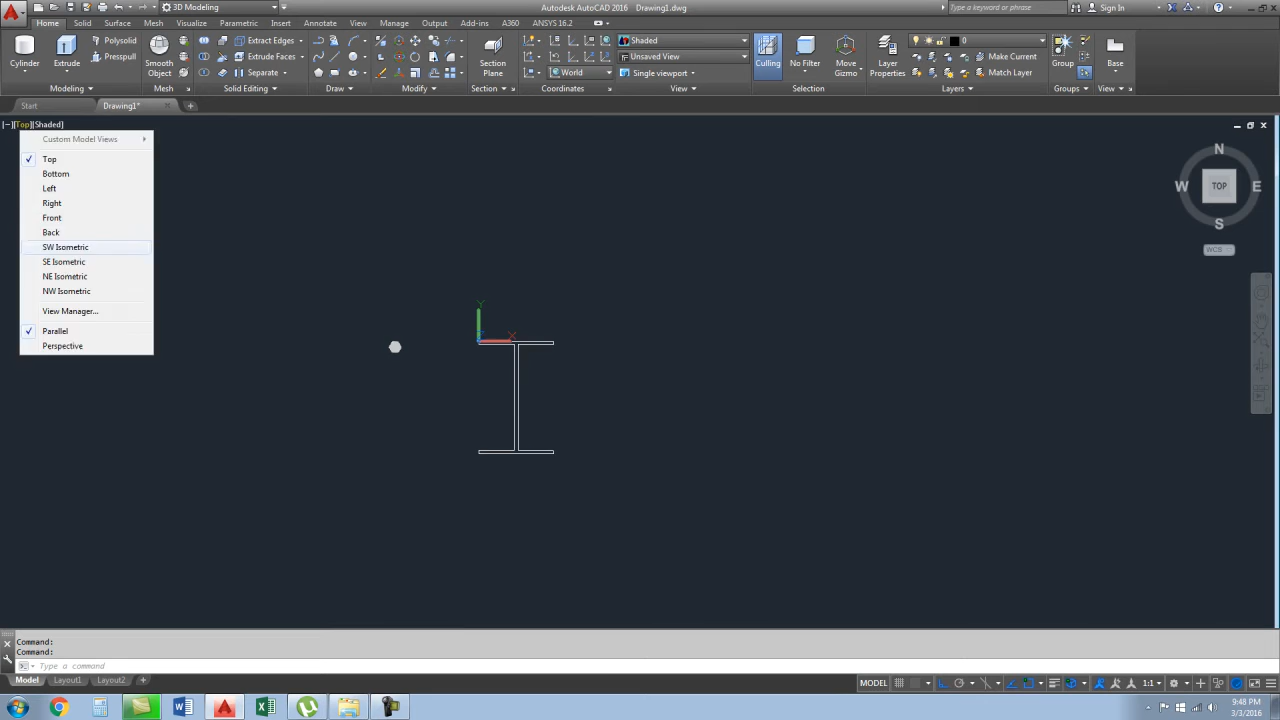 3D Modeling
Autodesk AutoCAD 2016 Drawing1.dwg
Type a keyword or phrase
Sign In
Home Solid Surface Mesh Visualize Parametric Insert Annotate View Manage Output Add-ins A360 ANSYS 16.2
Cylinder
Extrude
Polysolid
Presspull
Smooth
Object
Extract Edges
Extrude Faces
Separate
Section
Plane
World
Shaded
Unsaved View
Single viewport
Culling
No Filter
Move
Gizmo
Layer
Properties
0
Make Current
Match Layer
Group
Base
Modeling Mesh Solid Editing Draw Modify Section Coordinates View Selection Layers Groups View
Start Drawing1*
[−][Top][Shaded]
Custom Model Views
Top
Bottom
Left
Right
Front
Back
SW Isometric
SE Isometric
NE Isometric
NW Isometric
View Manager...
Parallel
Perspective
N
W TOP E
S
WCS
Y
X
Command:
Command:
Type a command
Model Layout1 Layout2
MODEL
1:1
9:48 PM
3/3/2016